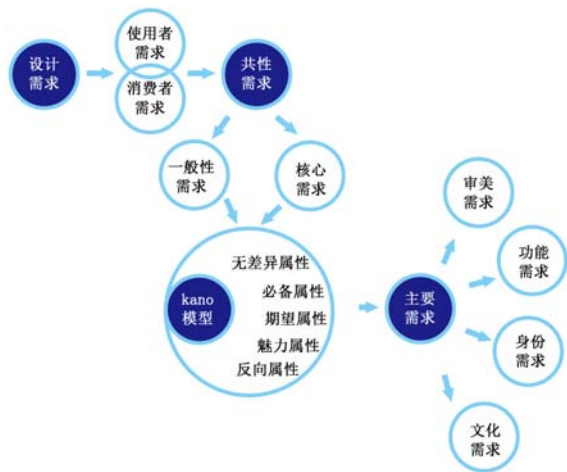 设计
需求
使用者
需求
消费者
需求
共性
需求
一般性
需求
核心
需求
kano
模型
无差异属性
必备属性
期望属性
魅力属性
反向属性
主要
需求
审美
需求
功能
需求
身份
需求
文化
需求